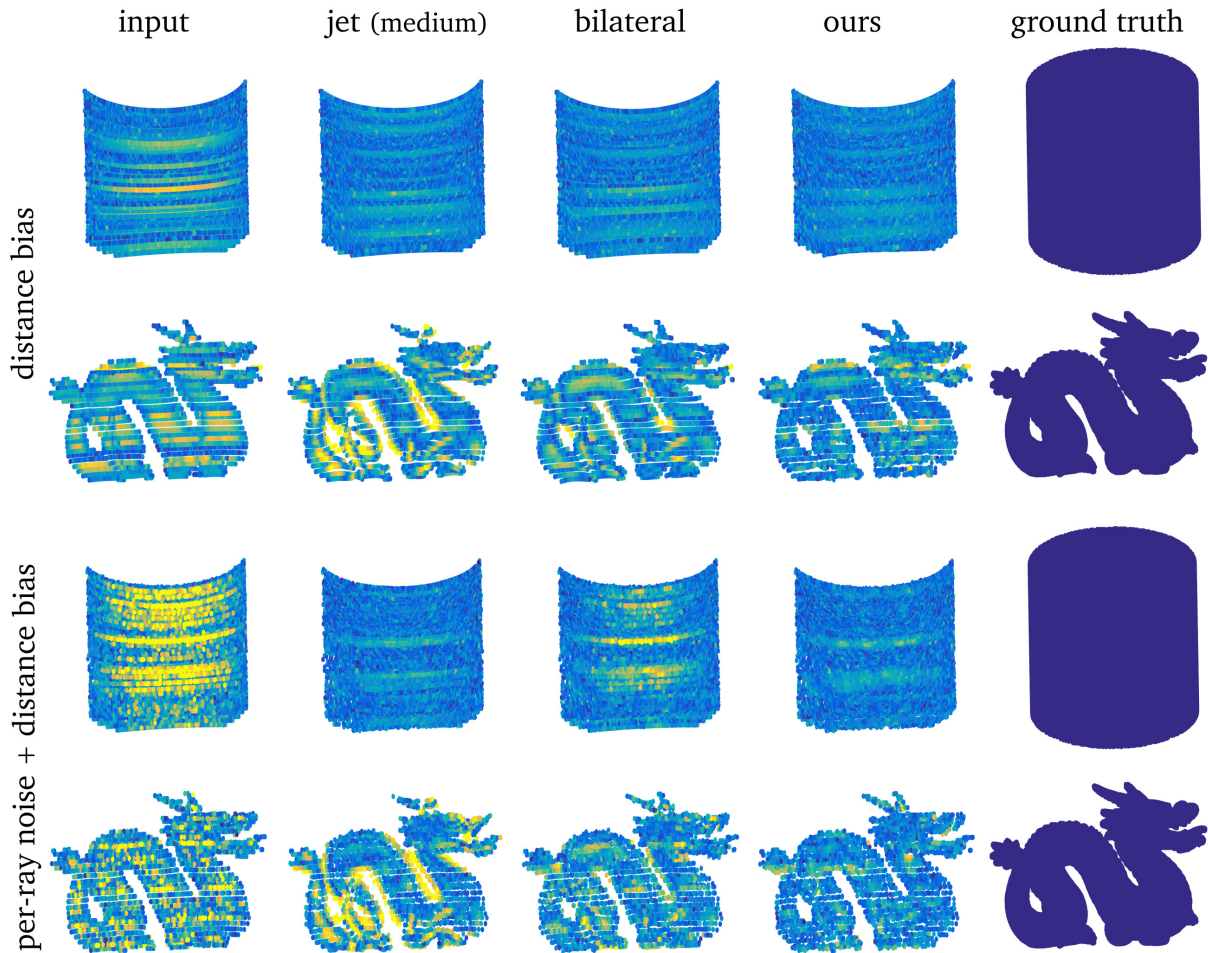 input
jet (medium)
bilateral
ours
ground truth
distance bias
per-ray noise + distance bias